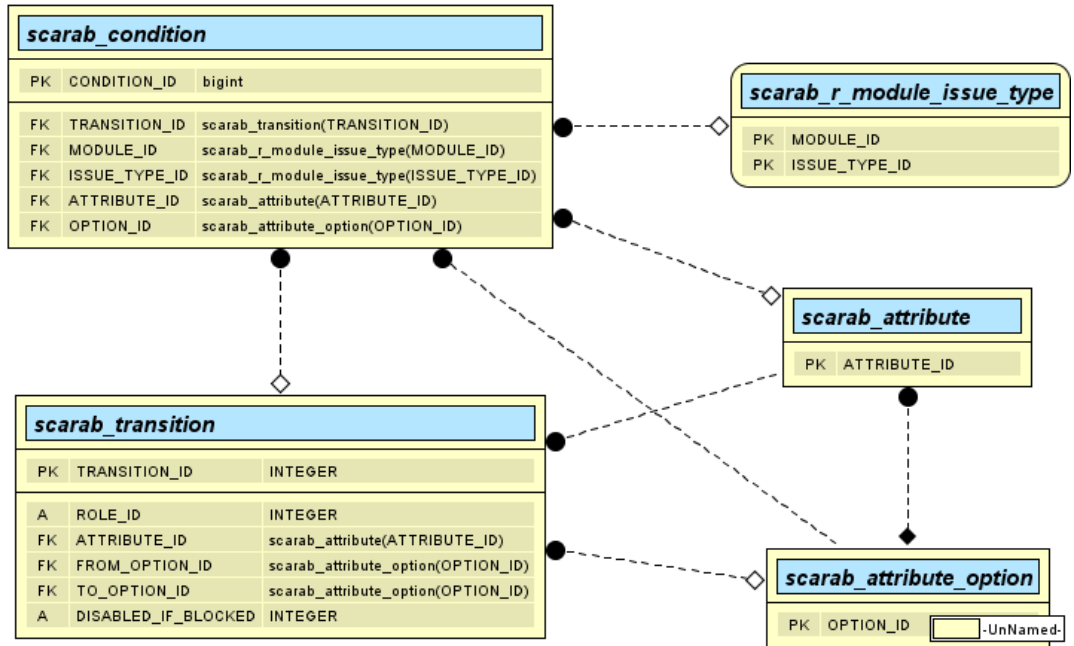 scarab_condition
PK CONDITION_ID bigint
FK TRANSITION_ID scarab_transition(TRANSITION_ID)
FK MODULE_ID scarab_r_module_issue_type(MODULE_ID)
FK ISSUE_TYPE_ID scarab_r_module_issue_type(ISSUE_TYPE_ID)
FK ATTRIBUTE_ID scarab_attribute(ATTRIBUTE_ID)
FK OPTION_ID scarab_attribute_option(OPTION_ID)
scarab_r_module_issue_type
PK MODULE_ID
PK ISSUE_TYPE_ID
scarab_attribute
PK ATTRIBUTE_ID
scarab_transition
PK TRANSITION_ID INTEGER
A ROLE_ID INTEGER
FK ATTRIBUTE_ID scarab_attribute(ATTRIBUTE_ID)
FK FROM_OPTION_ID scarab_attribute_option(OPTION_ID)
FK TO_OPTION_ID scarab_attribute_option(OPTION_ID)
A DISABLED_IF_BLOCKED INTEGER
scarab_attribute_option
PK OPTION_ID
-UnNamed-